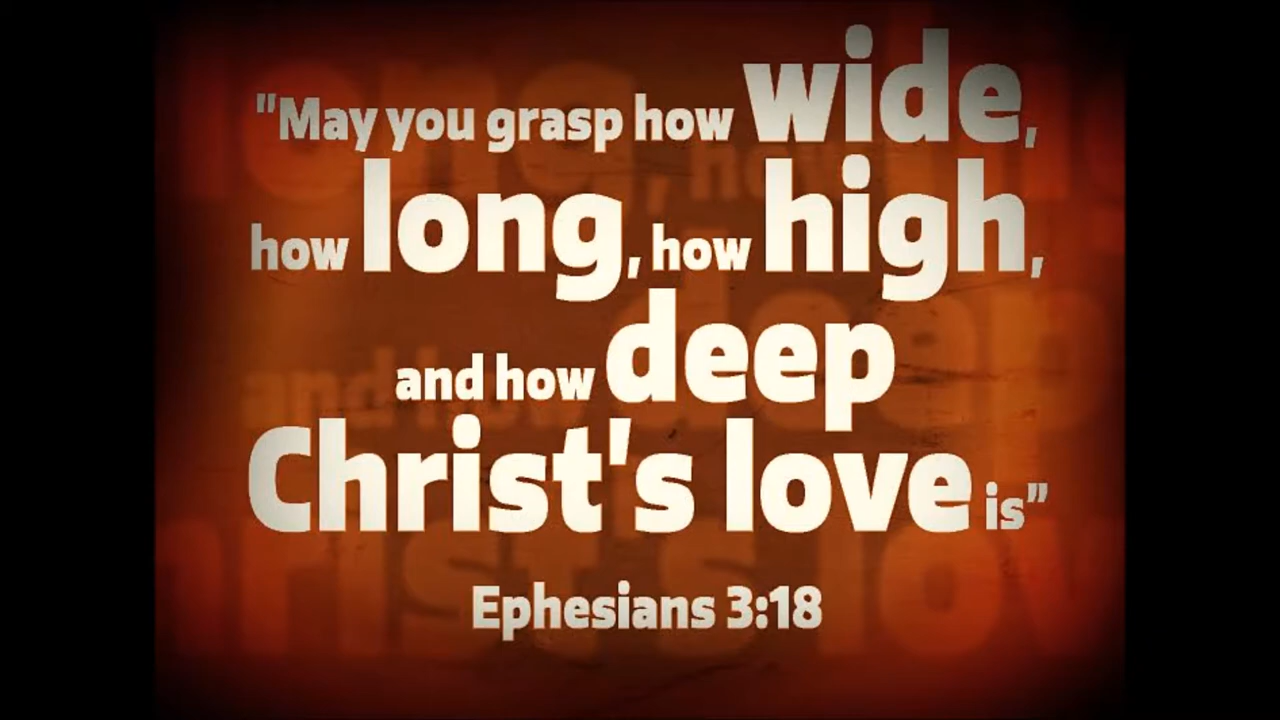 "May you grasp how wide,
how long, how high,
and how deep
Christ's love is"
Ephesians 3:18